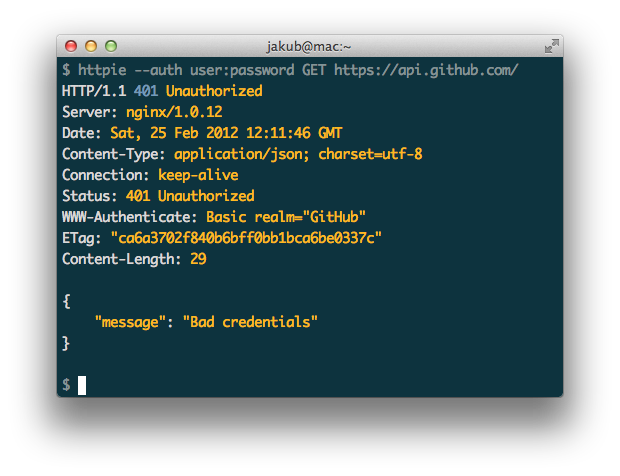 jakub@mac:~
$ httpie --auth user:password GET https://api.github.com/
HTTP/1.1 401 Unauthorized
Server: nginx/1.0.12
Date: Sat, 25 Feb 2012 12:11:46 GMT
Content-Type: application/json; charset=utf-8
Connection: keep-alive
Status: 401 Unauthorized
WWW-Authenticate: Basic realm="GitHub"
ETag: "ca6a3702f840b6bff0bb1bca6be0337c"
Content-Length: 29
{
    "message": "Bad credentials"
}
$